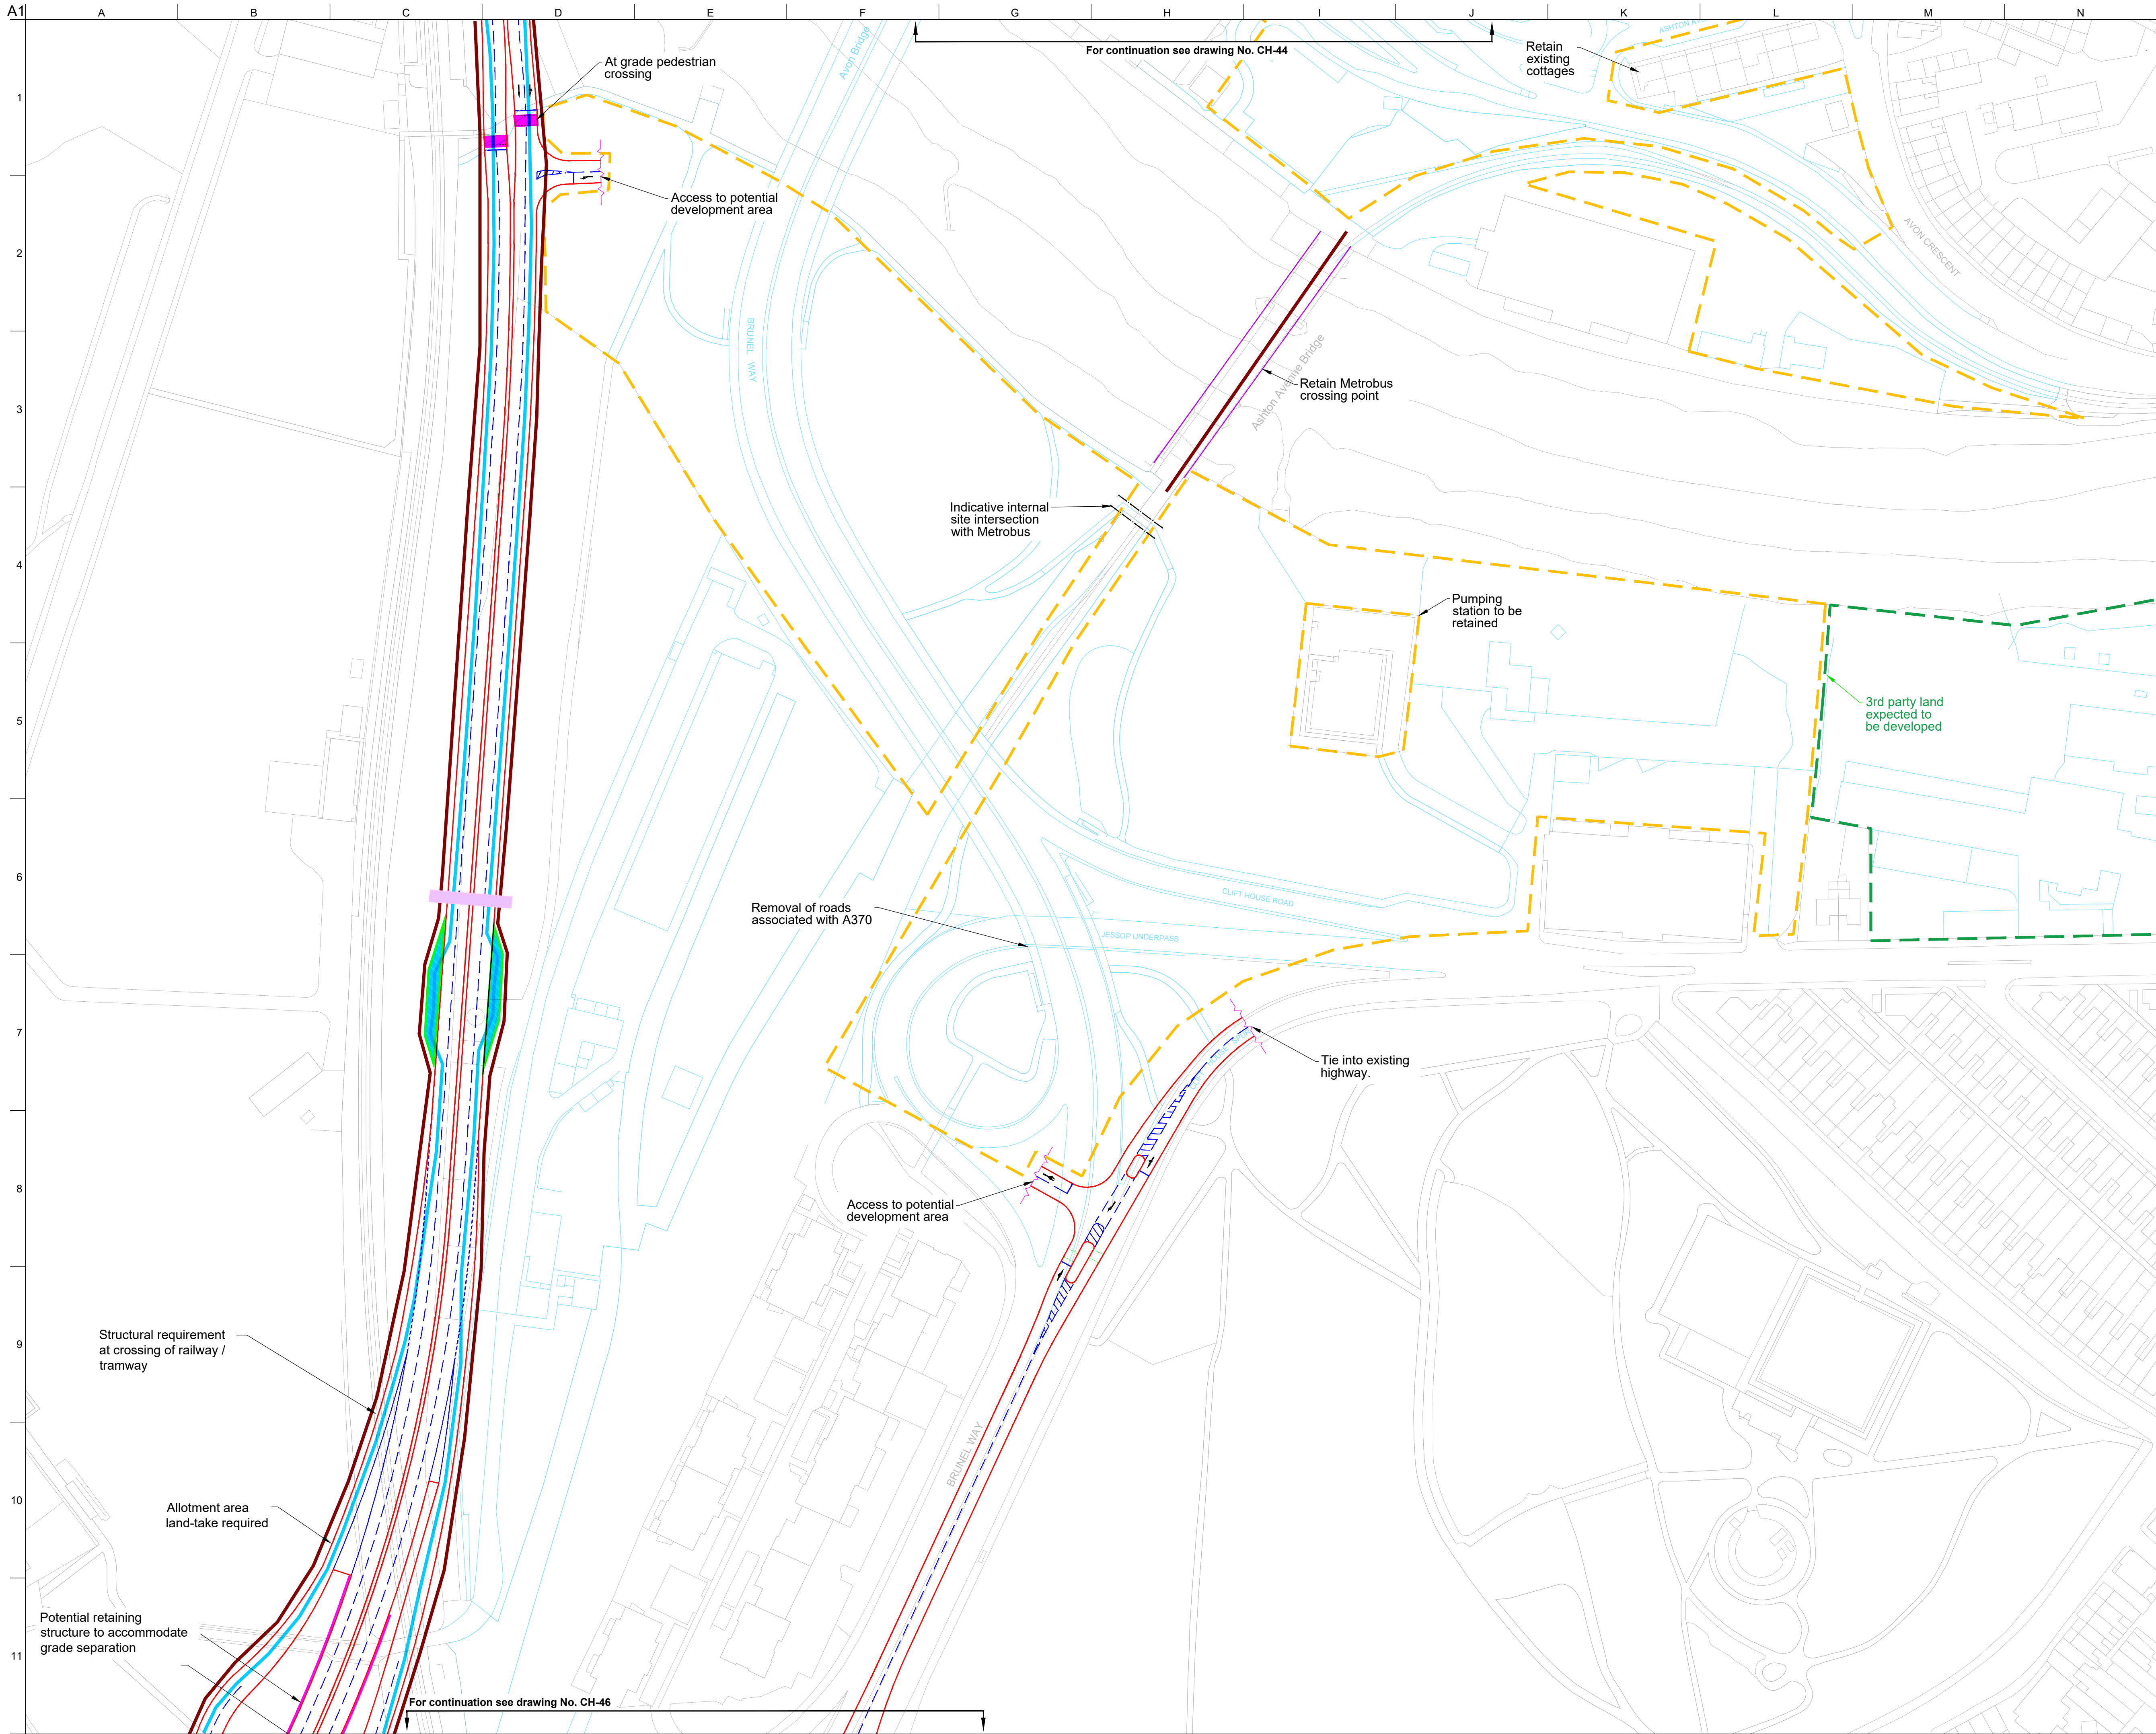 A1
A
B
C
D
E
F
G
H
I
J
K
L
M
N
1
2
3
4
5
6
7
8
9
10
11
For continuation see drawing No. CH-44
At grade pedestrian
crossing
Avon Bridge
Retain
existing
cottages
Access to potential
development area
AVON CRESCENT
BRUNEL WAY
Ashton Avenue Bridge
Retain Metrobus
crossing point
Indicative internal
site intersection
with Metrobus
Pumping
station to be
retained
3rd party land
expected to
be developed
CLIFT HOUSE ROAD
Removal of roads
associated with A370
JESSOP UNDERPASS
Tie into existing
highway.
Access to potential
development area
Structural requirement
at crossing of railway /
tramway
BRUNEL WAY
Allotment area
land-take required
Potential retaining
structure to accommodate
grade separation
For continuation see drawing No. CH-46